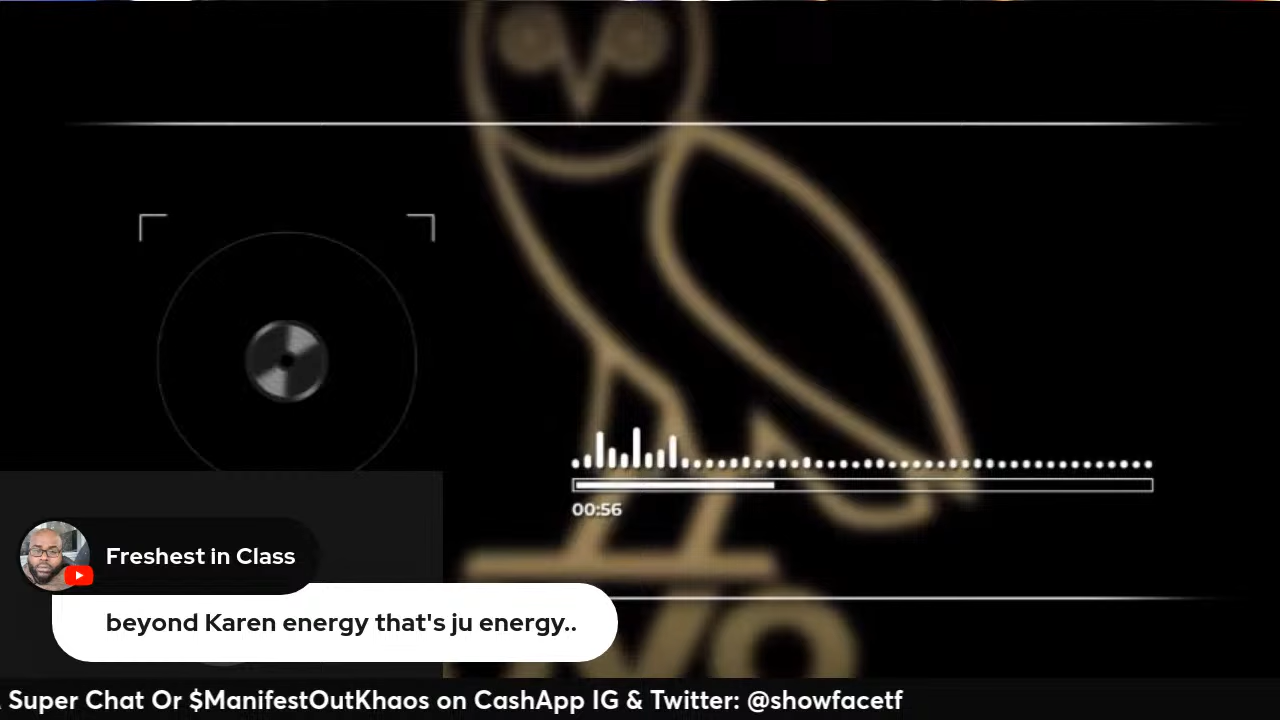 00:56
Freshest in Class
beyond Karen energy that's ju energy..
Super Chat Or $ManifestOutKhaos on CashApp IG & Twitter: @showfacetf